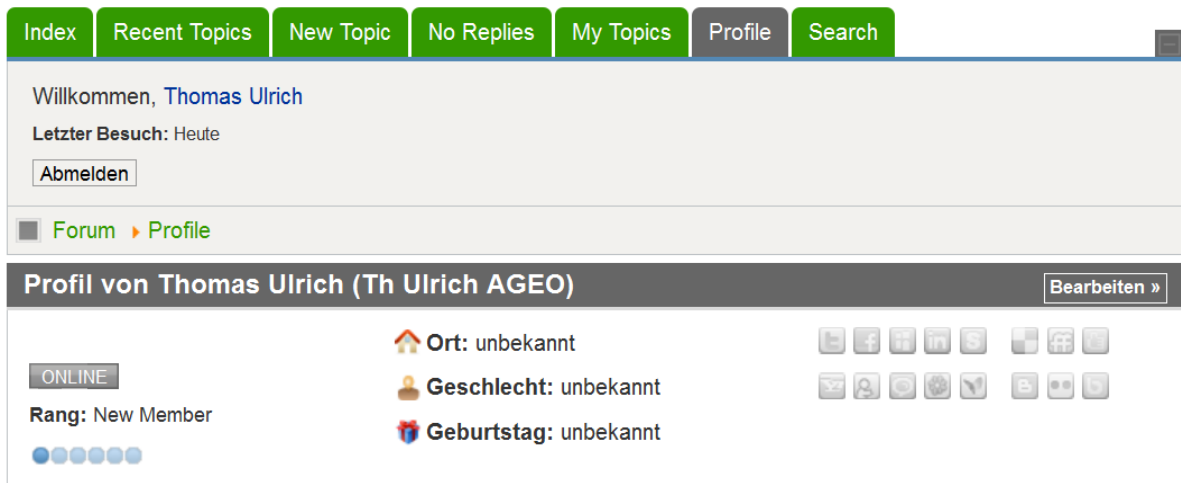 Index Recent Topics New Topic No Replies My Topics Profile Search
Willkommen, Thomas Ulrich
Letzter Besuch: Heute
Abmelden
Forum Profile
Profil von Thomas Ulrich (Th Ulrich AGEO) Bearbeiten »
ONLINE
Rang: New Member
Ort: unbekannt
Geschlecht: unbekannt
Geburtstag: unbekannt